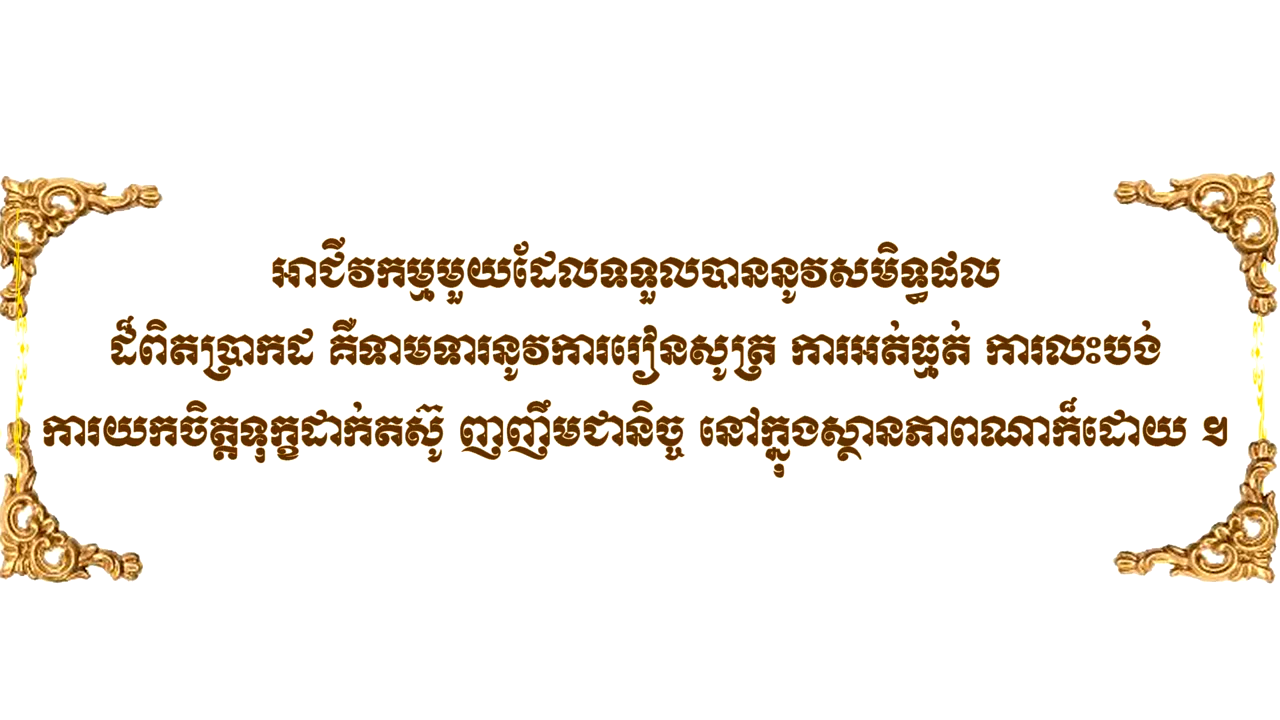 អាជីវកម្មមួយដែលទទួលបាននូវសមិទ្ធផល
ដ៏ពិតប្រាកដ គឺទាមទារនូវការរៀនសូត្រ ការអត់ធ្មត់ ការលះបង់
ការយកចិត្តទុក្ខដាក់តស៊ូ ញញឹមជានិច្ច នៅក្នុងស្ថានភាពណាក៏ដោយ ។